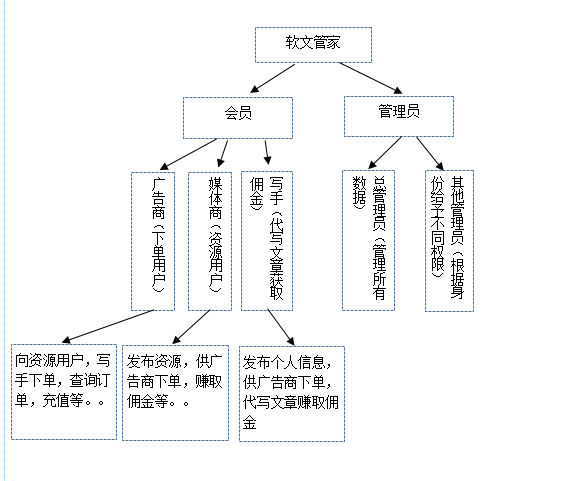 软文管家
会员
管理员
广告商（下单用户）
媒体商（资源用户）
写手（代写文章获取
佣金）
总管理员（管理所有
数据）
其他管理员（根据身
份给予不同权限）
向资源用户，写
手下单，查询订
单，充值等。。
发布资源，供广
告商下单，赚取
佣金等。。
发布个人信息，
供广告商下单，
代写文章赚取佣
金